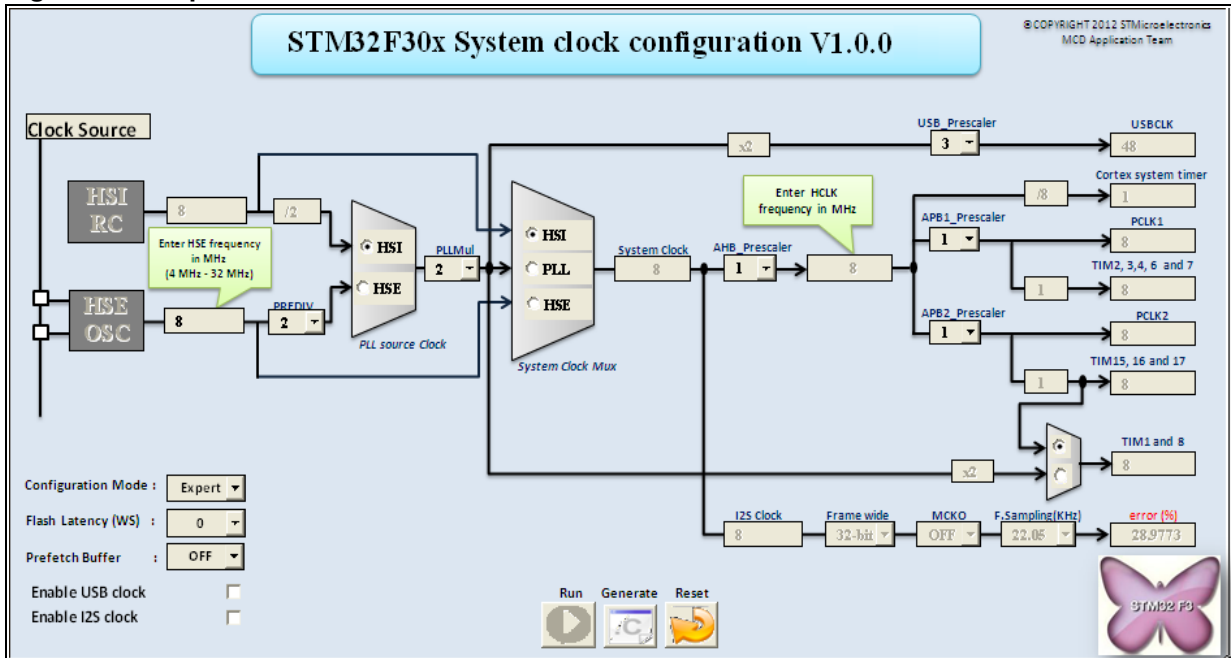 ©COPYRIGHT 2012 STMicroelectronics
MCD Application Team
STM32F30x System clock configuration V1.0.0
Clock Source
USB_Prescaler
USBCLK
x2
3
48
Cortex system timer
HSI
RC
8
/2
Enter HCLK
frequency in MHz
/8
1
APB1_Prescaler
PCLK1
Enter HSE frequency
in MHz
(4 MHz - 32 MHz)
HSI
PLLMul
2
HSI
System Clock
8
AHB_Prescaler
1
8
1
8
TIM2, 3,4, 6 and 7
PLL
1
8
HSE
OSC
8
PREDIV
2
HSE
HSE
APB2_Prescaler
1
PCLK2
8
PLL source Clock
System Clock Mux
TIM15, 16 and 17
1
8
TIM1 and 8
8
x2
Configuration Mode :
Expert
Flash Latency (WS) :
0
Prefetch Buffer :
OFF
I2S Clock
Frame wide
MCKO
F.Sampling(KHz)
error (%)
8
32-bit
OFF
22.05
28.9773
Enable USB clock
Enable I2S clock
Run
Generate
Reset
STM32 F3